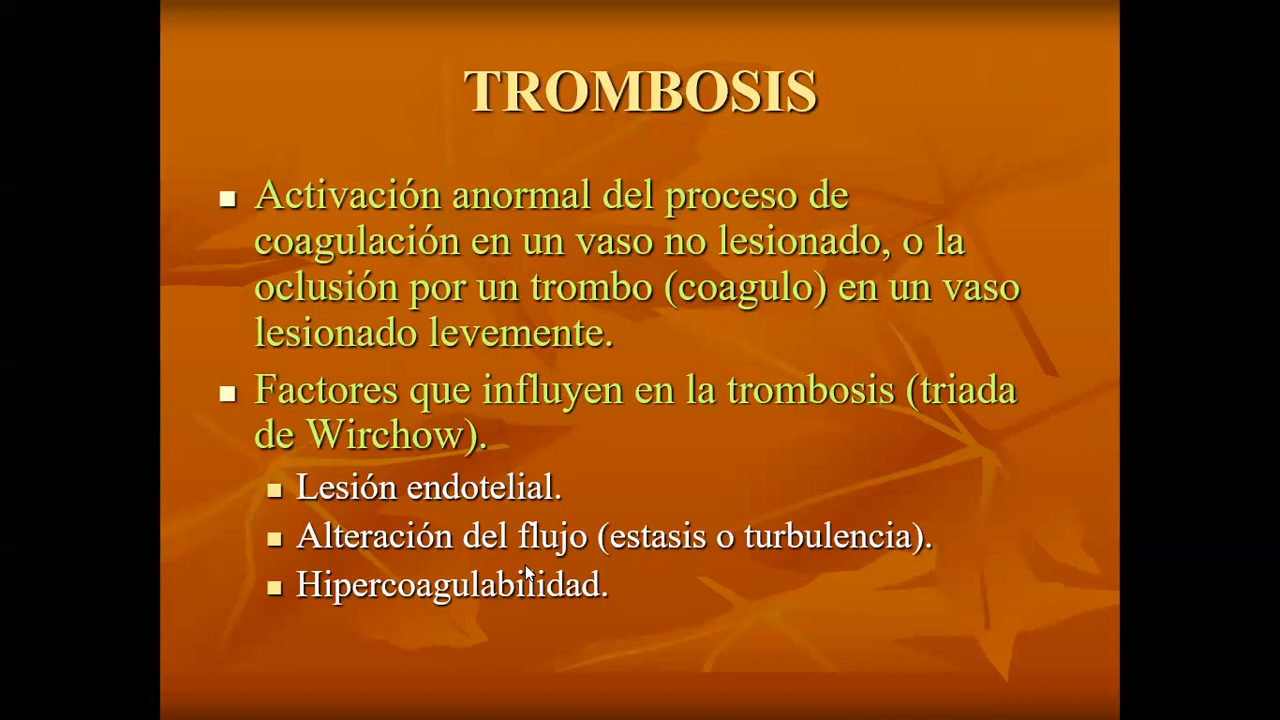 TROMBOSIS
Activación anormal del proceso de
coagulación en un vaso no lesionado, o la
oclusión por un trombo (coagulo) en un vaso
lesionado levemente.
Factores que influyen en la trombosis (triada
de Wirchow).
Lesión endotelial.
Alteración del flujo (estasis o turbulencia).
Hipercoagulabilidad.